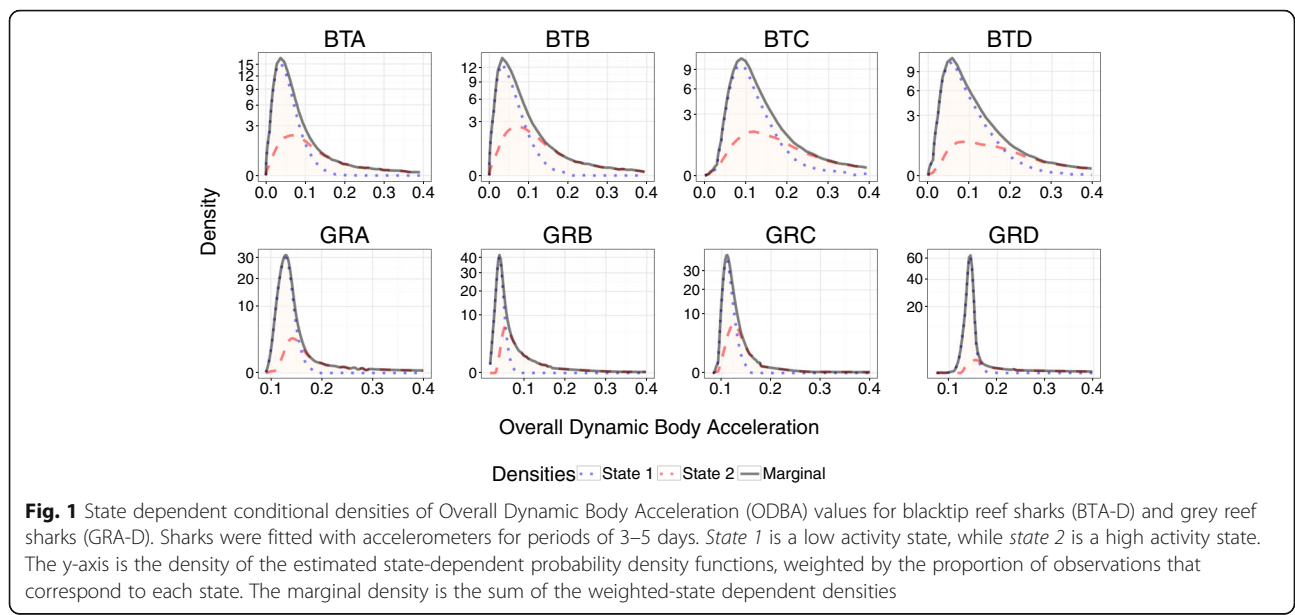 BTA BTB BTC BTD
15 12 9 6 3 0
12 9 6 3 0
9 6 3 0
9 6 3 0
0.0 0.1 0.2 0.3 0.4
0.0 0.1 0.2 0.3 0.4
0.0 0.1 0.2 0.3 0.4
0.0 0.1 0.2 0.3 0.4
Density
GRA GRB GRC GRD
30 20 10 0
40 30 20 10 0
30 20 10 0
60 40 20 0
0.1 0.2 0.3 0.4
0.1 0.2 0.3 0.4
0.1 0.2 0.3 0.4
0.1 0.2 0.3 0.4
Overall Dynamic Body Acceleration
Densities State 1 State 2 Marginal
Fig. 1 State dependent conditional densities of Overall Dynamic Body Acceleration (ODBA) values for blacktip reef sharks (BTA-D) and grey reef
sharks (GRA-D). Sharks were fitted with accelerometers for periods of 3–5 days. State 1 is a low activity state, while state 2 is a high activity state.
The y-axis is the density of the estimated state-dependent probability density functions, weighted by the proportion of observations that
correspond to each state. The marginal density is the sum of the weighted-state dependent densities